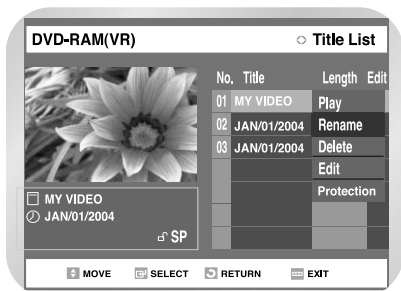 DVD-RAM(VR) Title List
No. Title Length Edit
01 MY VIDEO Play
02 JAN/01/2004 Rename
03 JAN/01/2004 Delete
Edit
Protection
MY VIDEO
JAN/01/2004
SP
MOVE SELECT RETURN EXIT